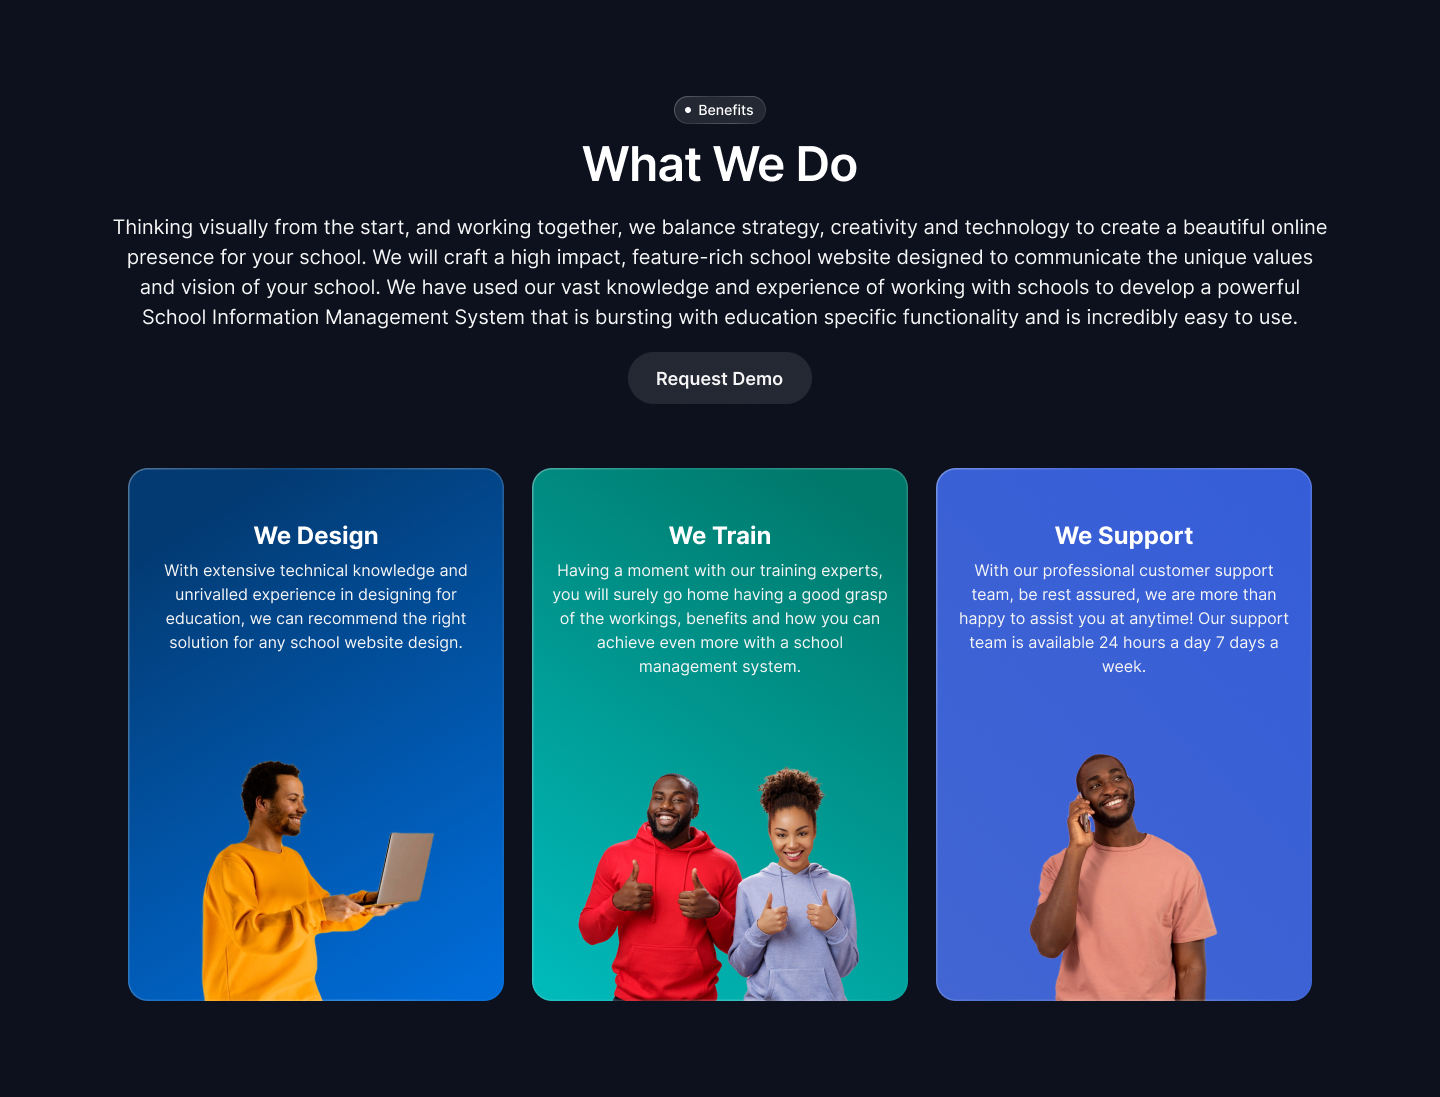 Benefits
What We Do
Thinking visually from the start, and working together, we balance strategy, creativity and technology to create a beautiful online
presence for your school. We will craft a high impact, feature-rich school website designed to communicate the unique values
and vision of your school. We have used our vast knowledge and experience of working with schools to develop a powerful
School Information Management System that is bursting with education specific functionality and is incredibly easy to use.
Request Demo
We Design
With extensive technical knowledge and
unrivalled experience in designing for
education, we can recommend the right
solution for any school website design.
We Train
Having a moment with our training experts,
you will surely go home having a good grasp
of the workings, benefits and how you can
achieve even more with a school
management system.
We Support
With our professional customer support
team, be rest assured, we are more than
happy to assist you at anytime! Our support
team is available 24 hours a day 7 days a
week.